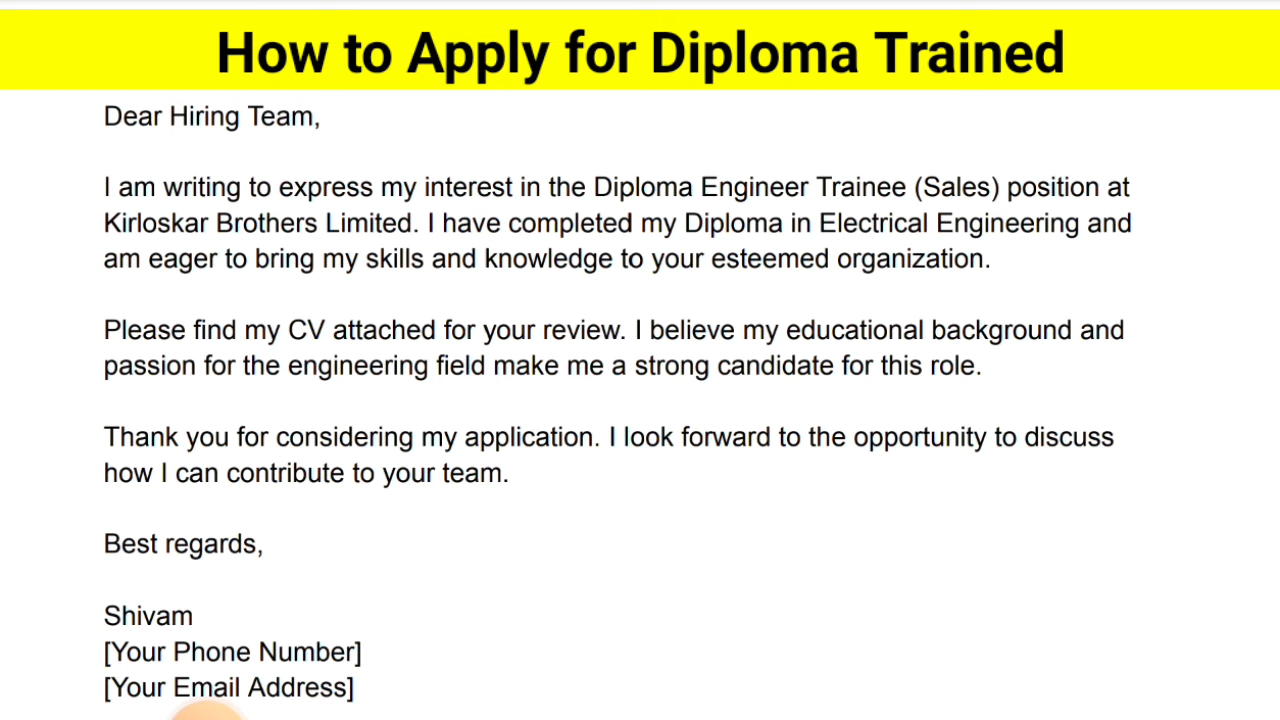 How to Apply for Diploma Trained
Dear Hiring Team,
I am writing to express my interest in the Diploma Engineer Trainee (Sales) position at
Kirloskar Brothers Limited. I have completed my Diploma in Electrical Engineering and
am eager to bring my skills and knowledge to your esteemed organization.
Please find my CV attached for your review. I believe my educational background and
passion for the engineering field make me a strong candidate for this role.
Thank you for considering my application. I look forward to the opportunity to discuss
how I can contribute to your team.
Best regards,
Shivam
[Your Phone Number]
[Your Email Address]